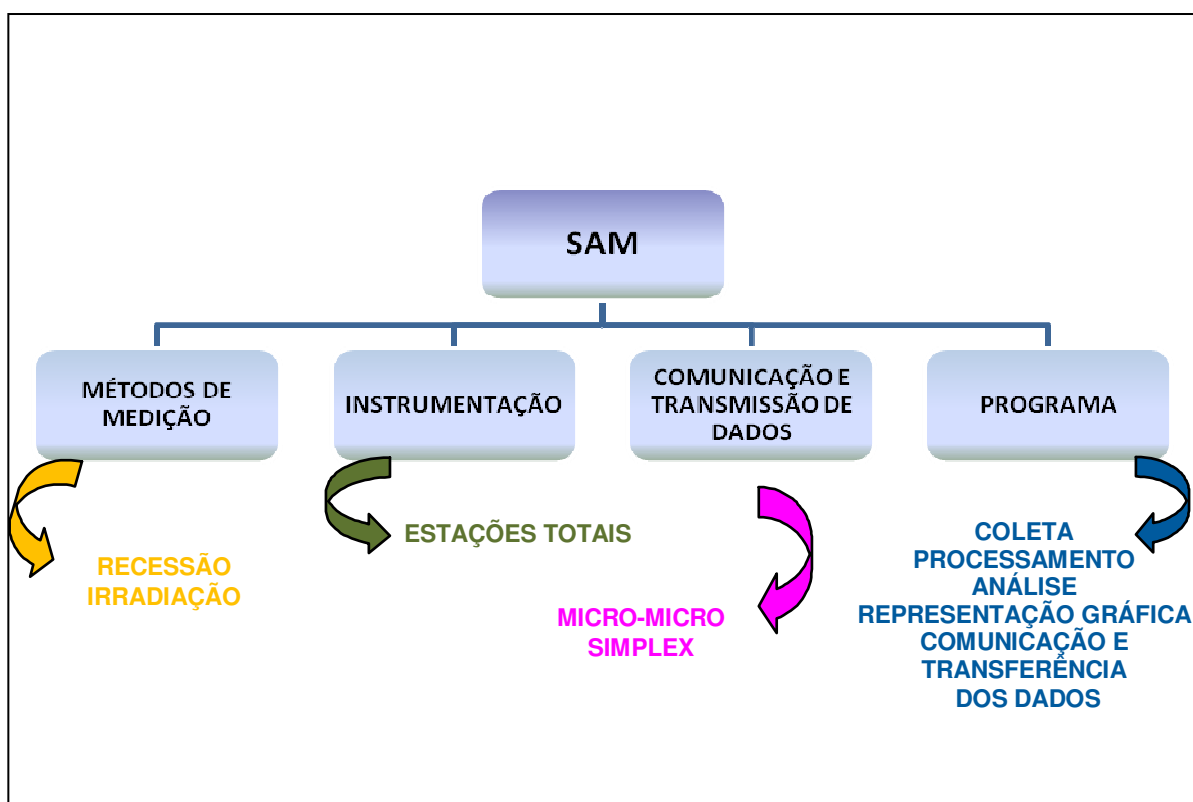 SAM
MÉTODOS DE
MEDIÇÃO
INSTRUMENTAÇÃO
COMUNICAÇÃO E
TRANSMISSÃO DE
DADOS
PROGRAMA
RECESSÃO
IRRADIAÇÃO
ESTAÇÕES TOTAIS
MICRO-MICRO
SIMPLEX
COLETA
PROCESSAMENTO
ANÁLISE
REPRESENTAÇÃO GRÁFICA
COMUNICAÇÃO E
TRANSFERÊNCIA
DOS DADOS